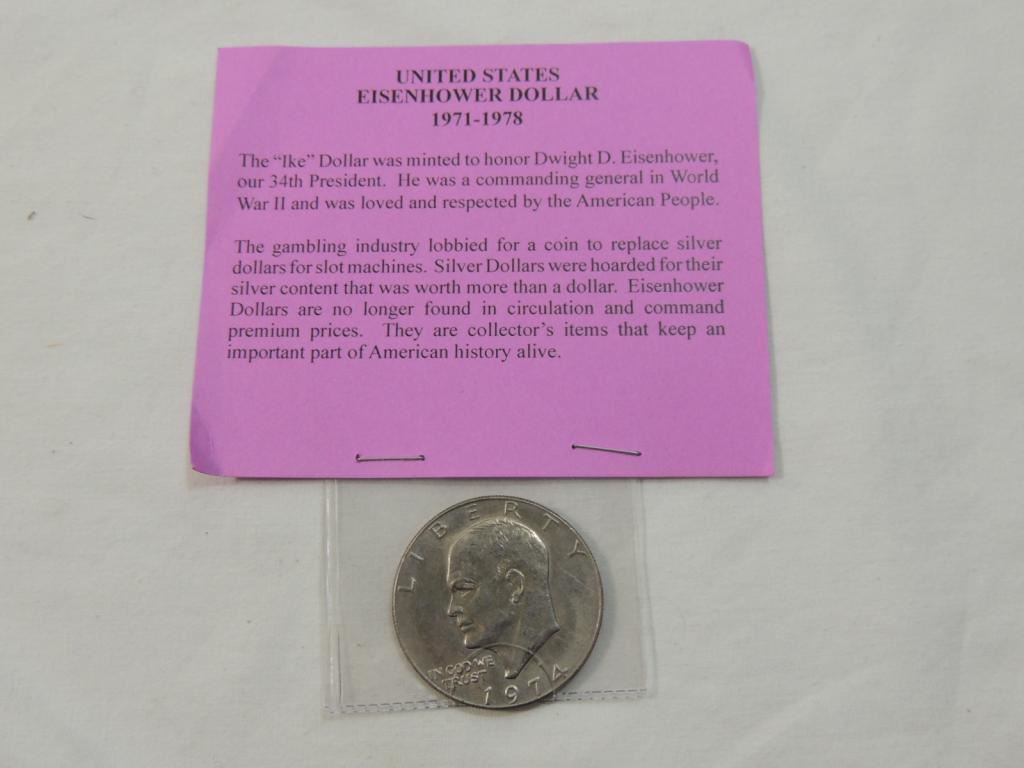 UNITED STATES
EISENHOWER DOLLAR
1971-1978
The “Ike” Dollar was minted to honor Dwight D. Eisenhower,
our 34th President. He was a commanding general in World
War II and was loved and respected by the American People.
The gambling industry lobbied for a coin to replace silver
dollars for slot machines. Silver Dollars were hoarded for their
silver content that was worth more than a dollar. Eisenhower
Dollars are no longer found in circulation and command
premium prices. They are collector's items that keep an
important part of American history alive.
LIBERTY
IN GOD WE
TRUST
1974